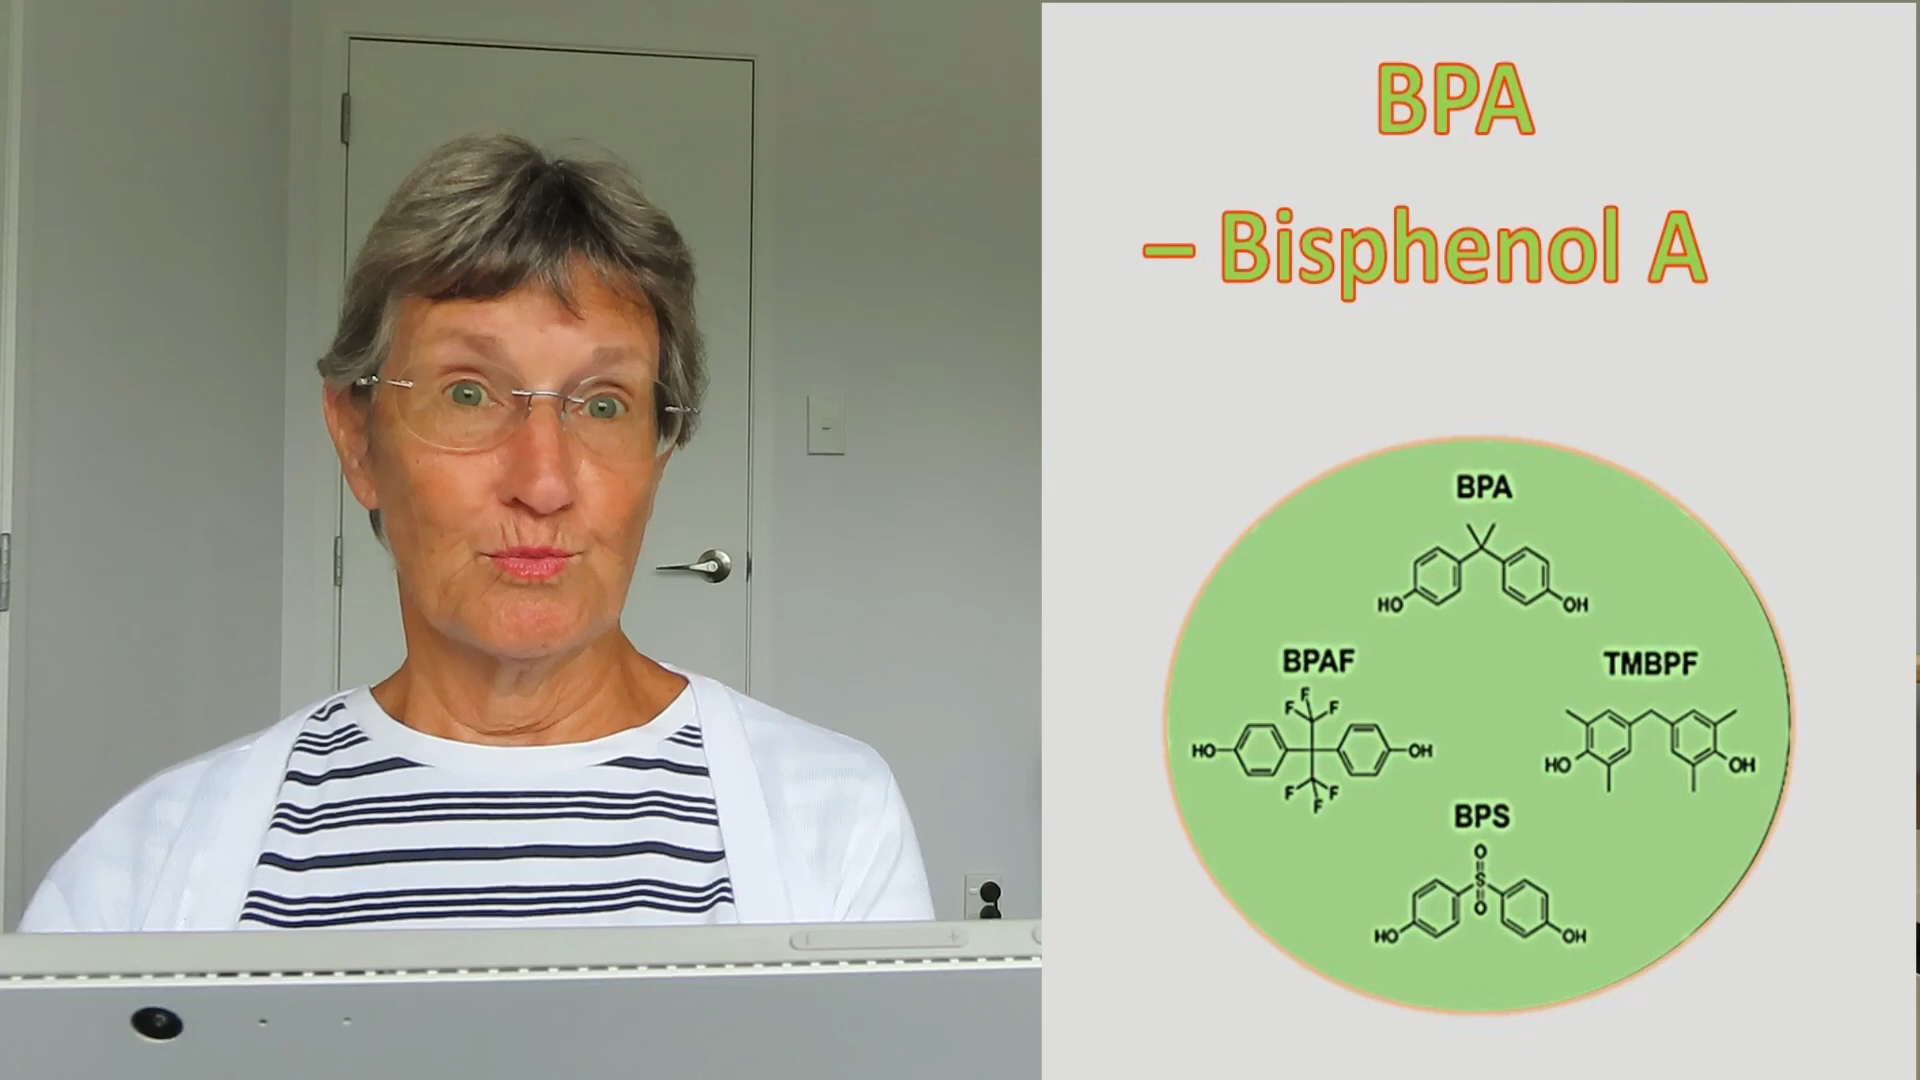 BPA
– Bisphenol A
BPA
HO
OH
BPAF
F
F
F
HO
OH
F
F
F
TMBPF
HO
OH
BPS
O
S
O
HO
OH